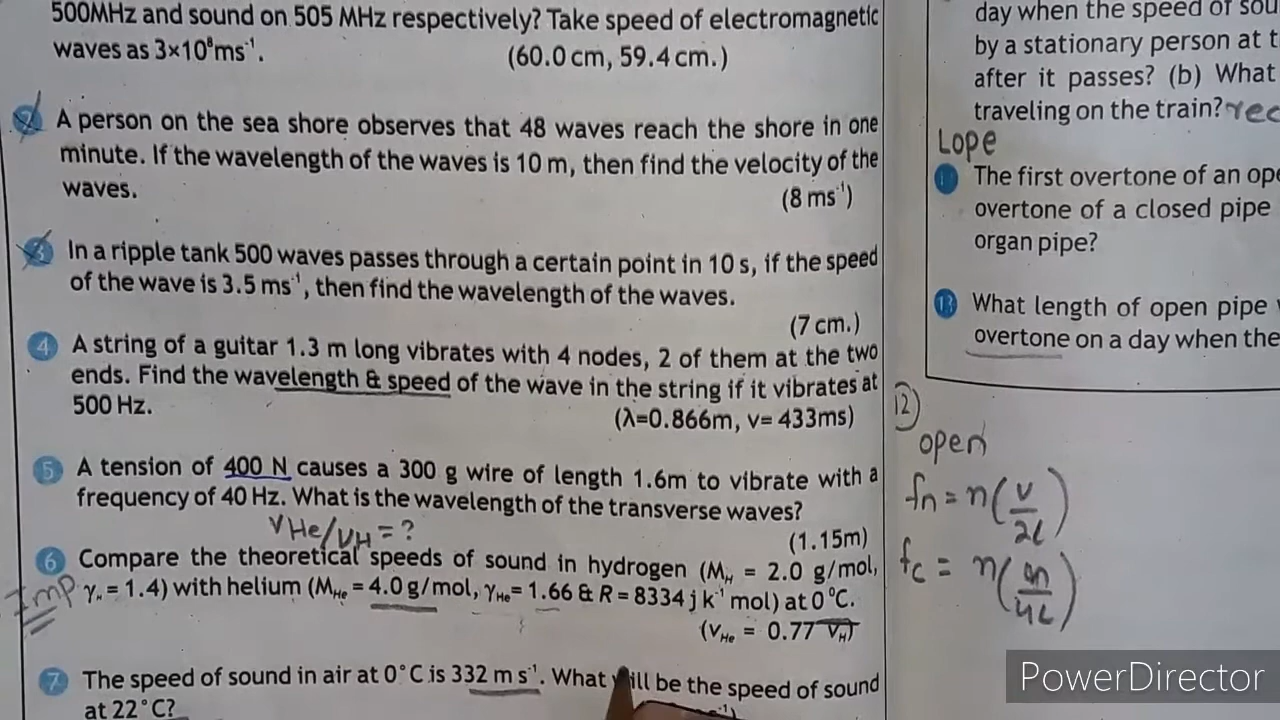 500MHz and sound on 505 MHz respectively? Take speed of electromagnetic
waves as 3×10⁸ms⁻¹. (60.0 cm, 59.4 cm.)
2 A person on the sea shore observes that 48 waves reach the shore in one
minute. If the wavelength of the waves is 10 m, then find the velocity of the
waves. (8 ms⁻¹)
3 In a ripple tank 500 waves passes through a certain point in 10 s, if the speed
of the wave is 3.5 ms⁻¹, then find the wavelength of the waves.
(7 cm.)
4 A string of a guitar 1.3 m long vibrates with 4 nodes, 2 of them at the two
ends. Find the wavelength & speed of the wave in the string if it vibrates at
500 Hz. (λ=0.866m, v= 433ms)
5 A tension of 400 N causes a 300 g wire of length 1.6m to vibrate with a
frequency of 40 Hz. What is the wavelength of the transverse waves?
VHe/VH = ?
(1.15m)
6 Compare the theoretical speeds of sound in hydrogen (M_H = 2.0 g/mol,
Imp γ_H = 1.4) with helium (M_He = 4.0 g/mol, γ_He = 1.66 & R = 8334 j k⁻¹ mol) at 0°C.
(v_He = 0.77 v_H)
7 The speed of sound in air at 0°C is 332 m s⁻¹. What will be the speed of sound
at 22°C?
day when the speed of sou
by a stationary person at t
after it passes? (b) What
traveling on the train? rec
Lope
The first overtone of an ope
overtone of a closed pipe
organ pipe?
13 What length of open pipe
overtone on a day when the
12
open
fn = n(v/2l)
fc = n
PowerDirector